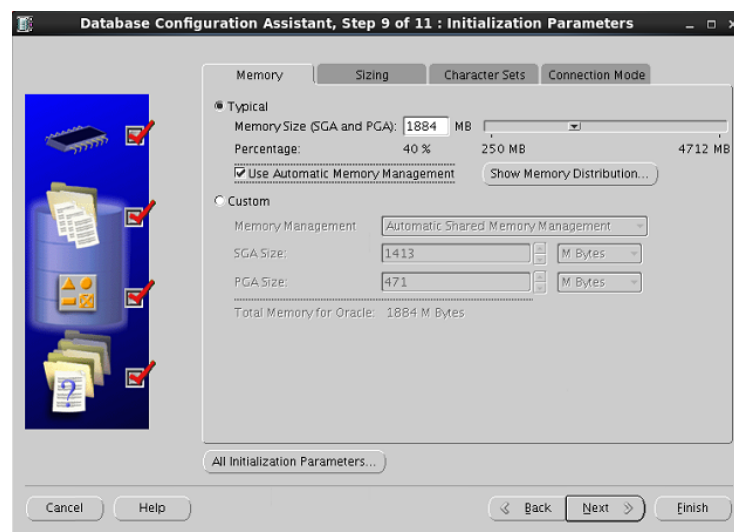 Database Configuration Assistant, Step 9 of 11 : Initialization Parameters
Memory Sizing Character Sets Connection Mode
Typical
Memory Size (SGA and PGA): 1884 MB
Percentage: 40 % 250 MB 4712 MB
Use Automatic Memory Management Show Memory Distribution...
Custom
Memory Management Automatic Shared Memory Management
SGA Size: 1413 M Bytes
PGA Size: 471 M Bytes
Total Memory for Oracle: 1884 M Bytes
?
All Initialization Parameters...
Cancel Help Back Next Finish